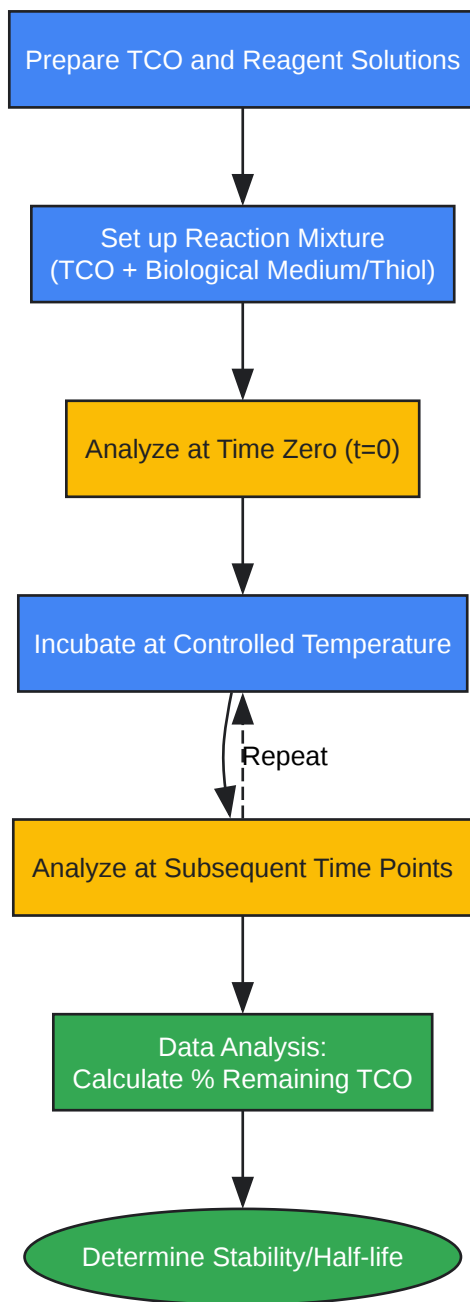 Prepare TCO and Reagent Solutions
Set up Reaction Mixture
(TCO + Biological Medium/Thiol)
Analyze at Time Zero (t=0)
Incubate at Controlled Temperature
Repeat
Analyze at Subsequent Time Points
Data Analysis:
Calculate % Remaining TCO
Determine Stability/Half-life